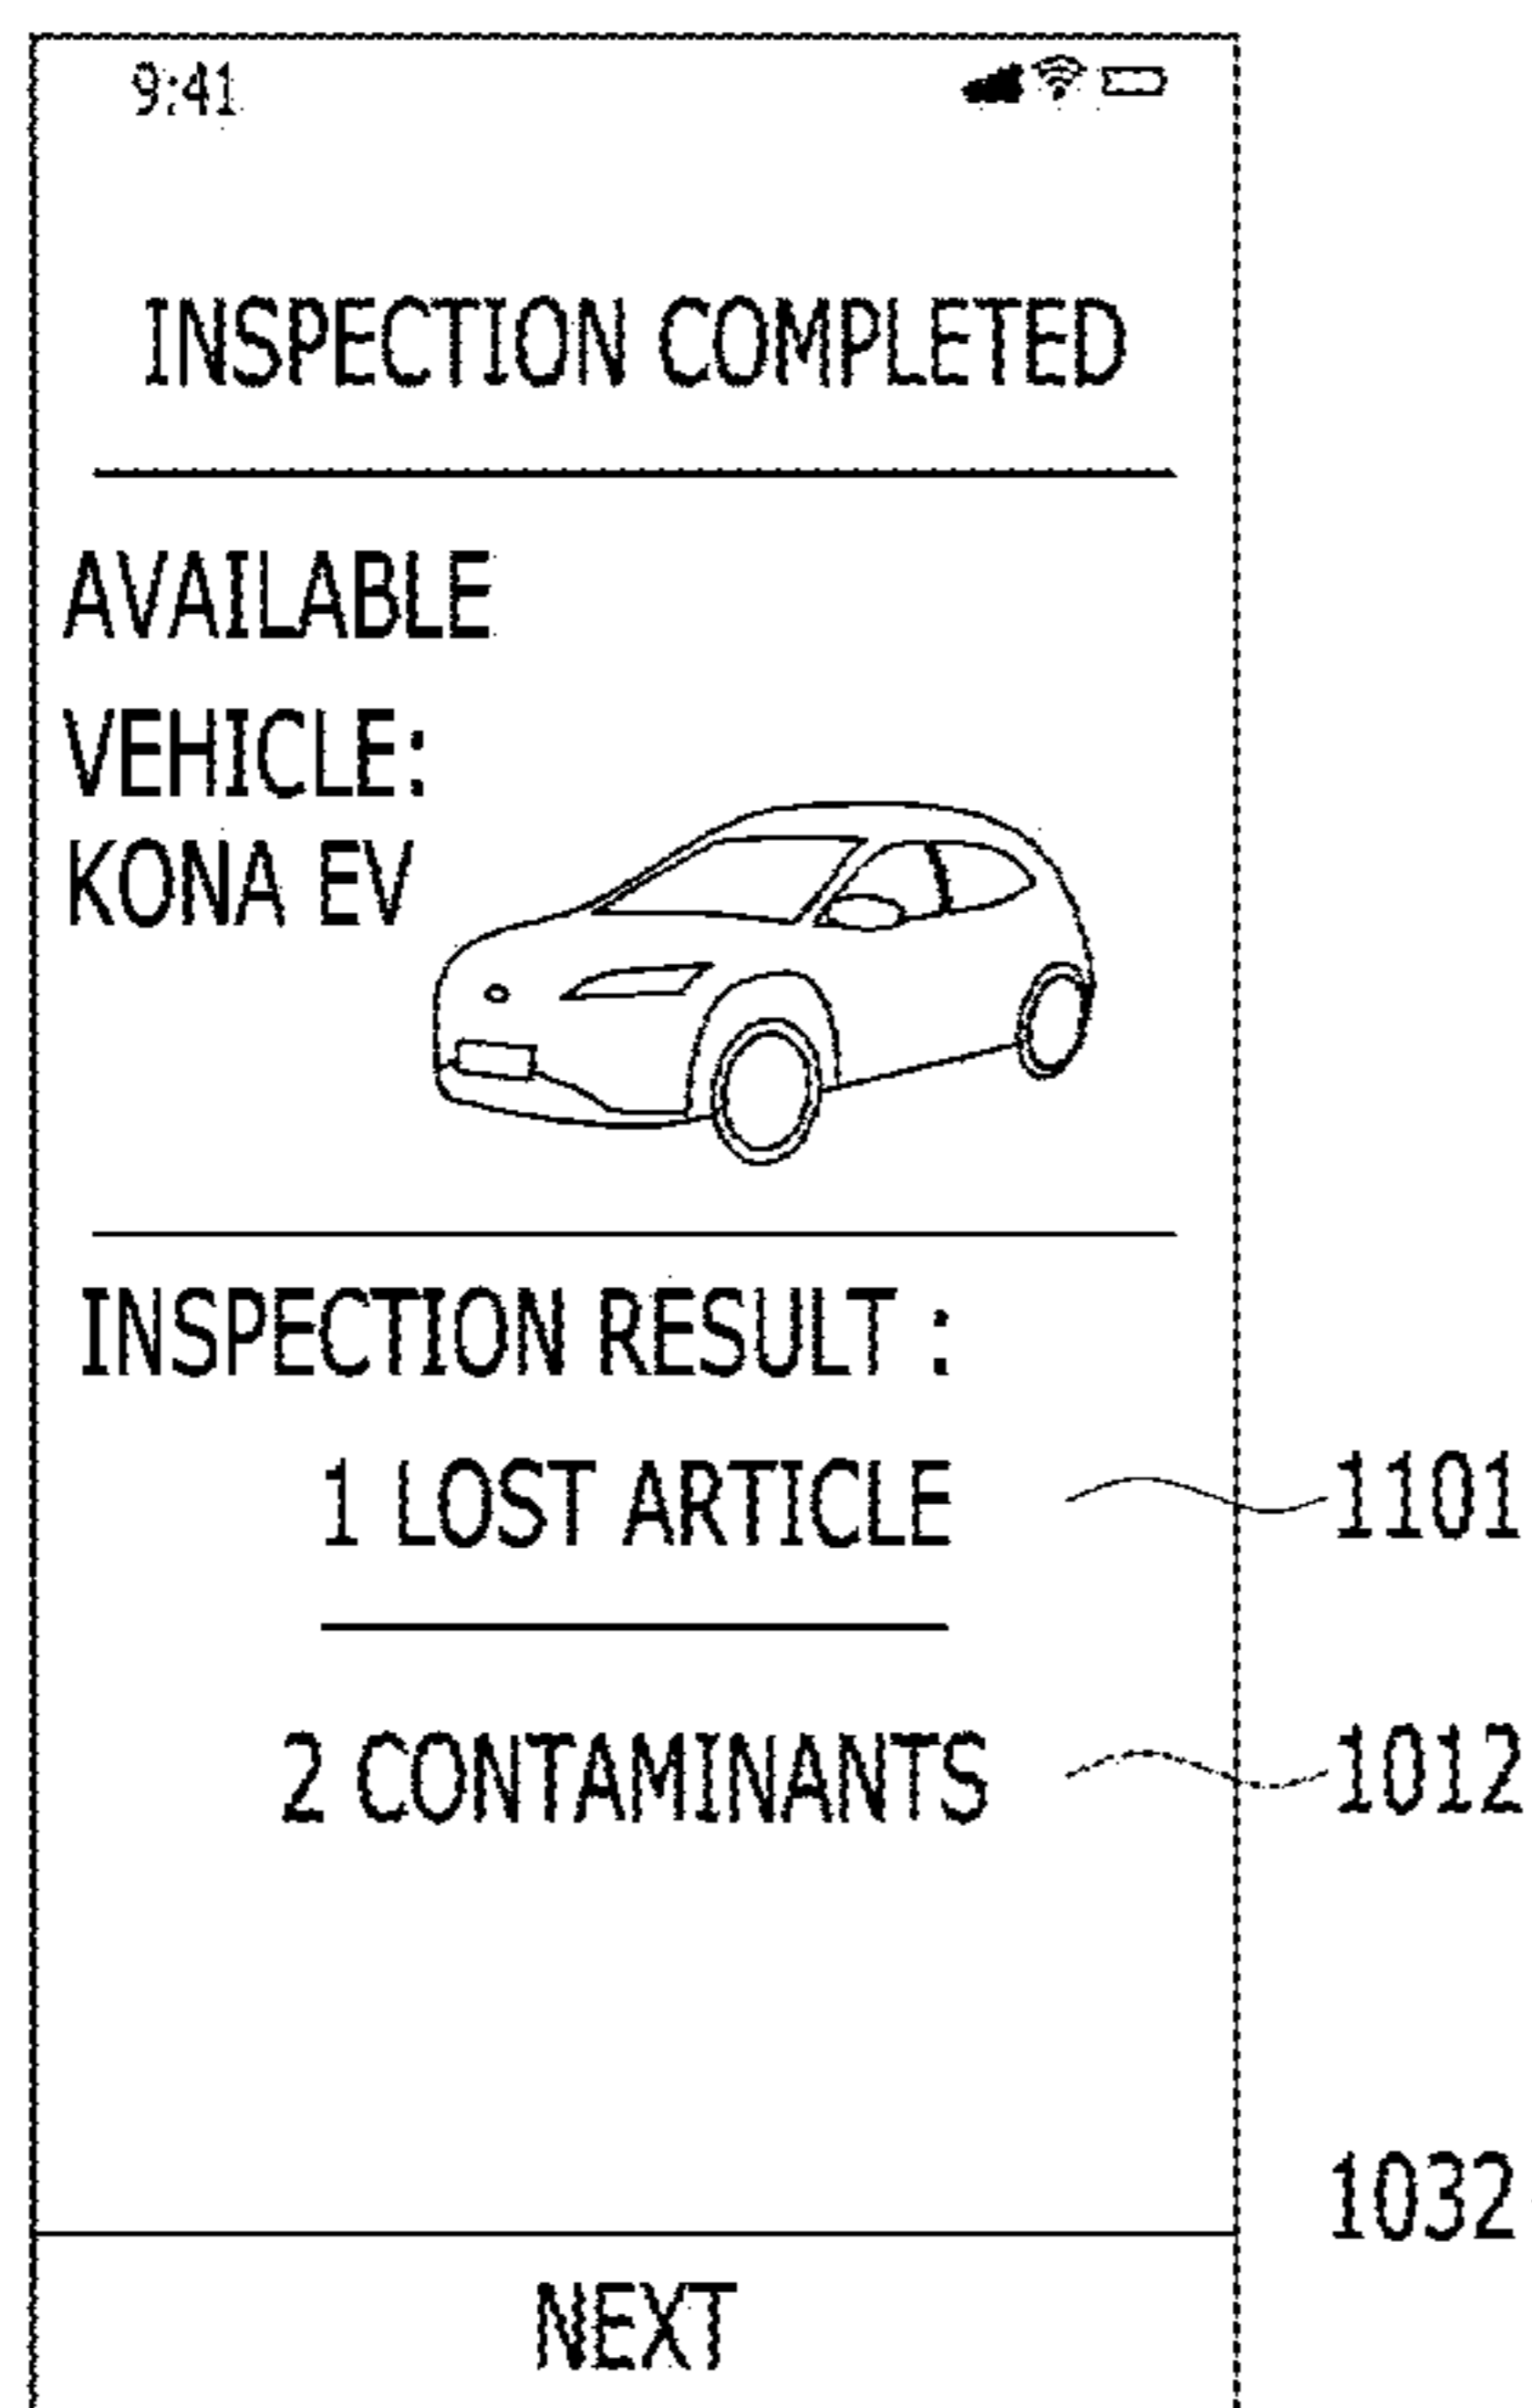 9:41
INSPECTION COMPLETED
AVAILABLE
VEHICLE:
KONA EV
INSPECTION RESULT :
1 LOST ARTICLE
1101
2 CONTAMINANTS
1012
1032
NEXT